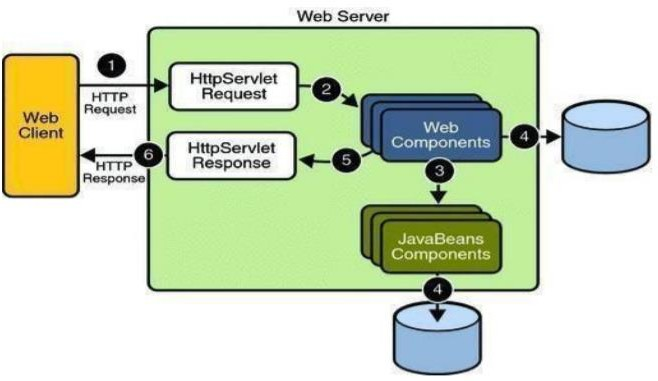 Web Server
Web
Client
1
HTTP
Request
HttpServlet
Request
2
Web
Components
4
HttpServlet
Response
5
6
HTTP
Response
3
JavaBeans
Components
4